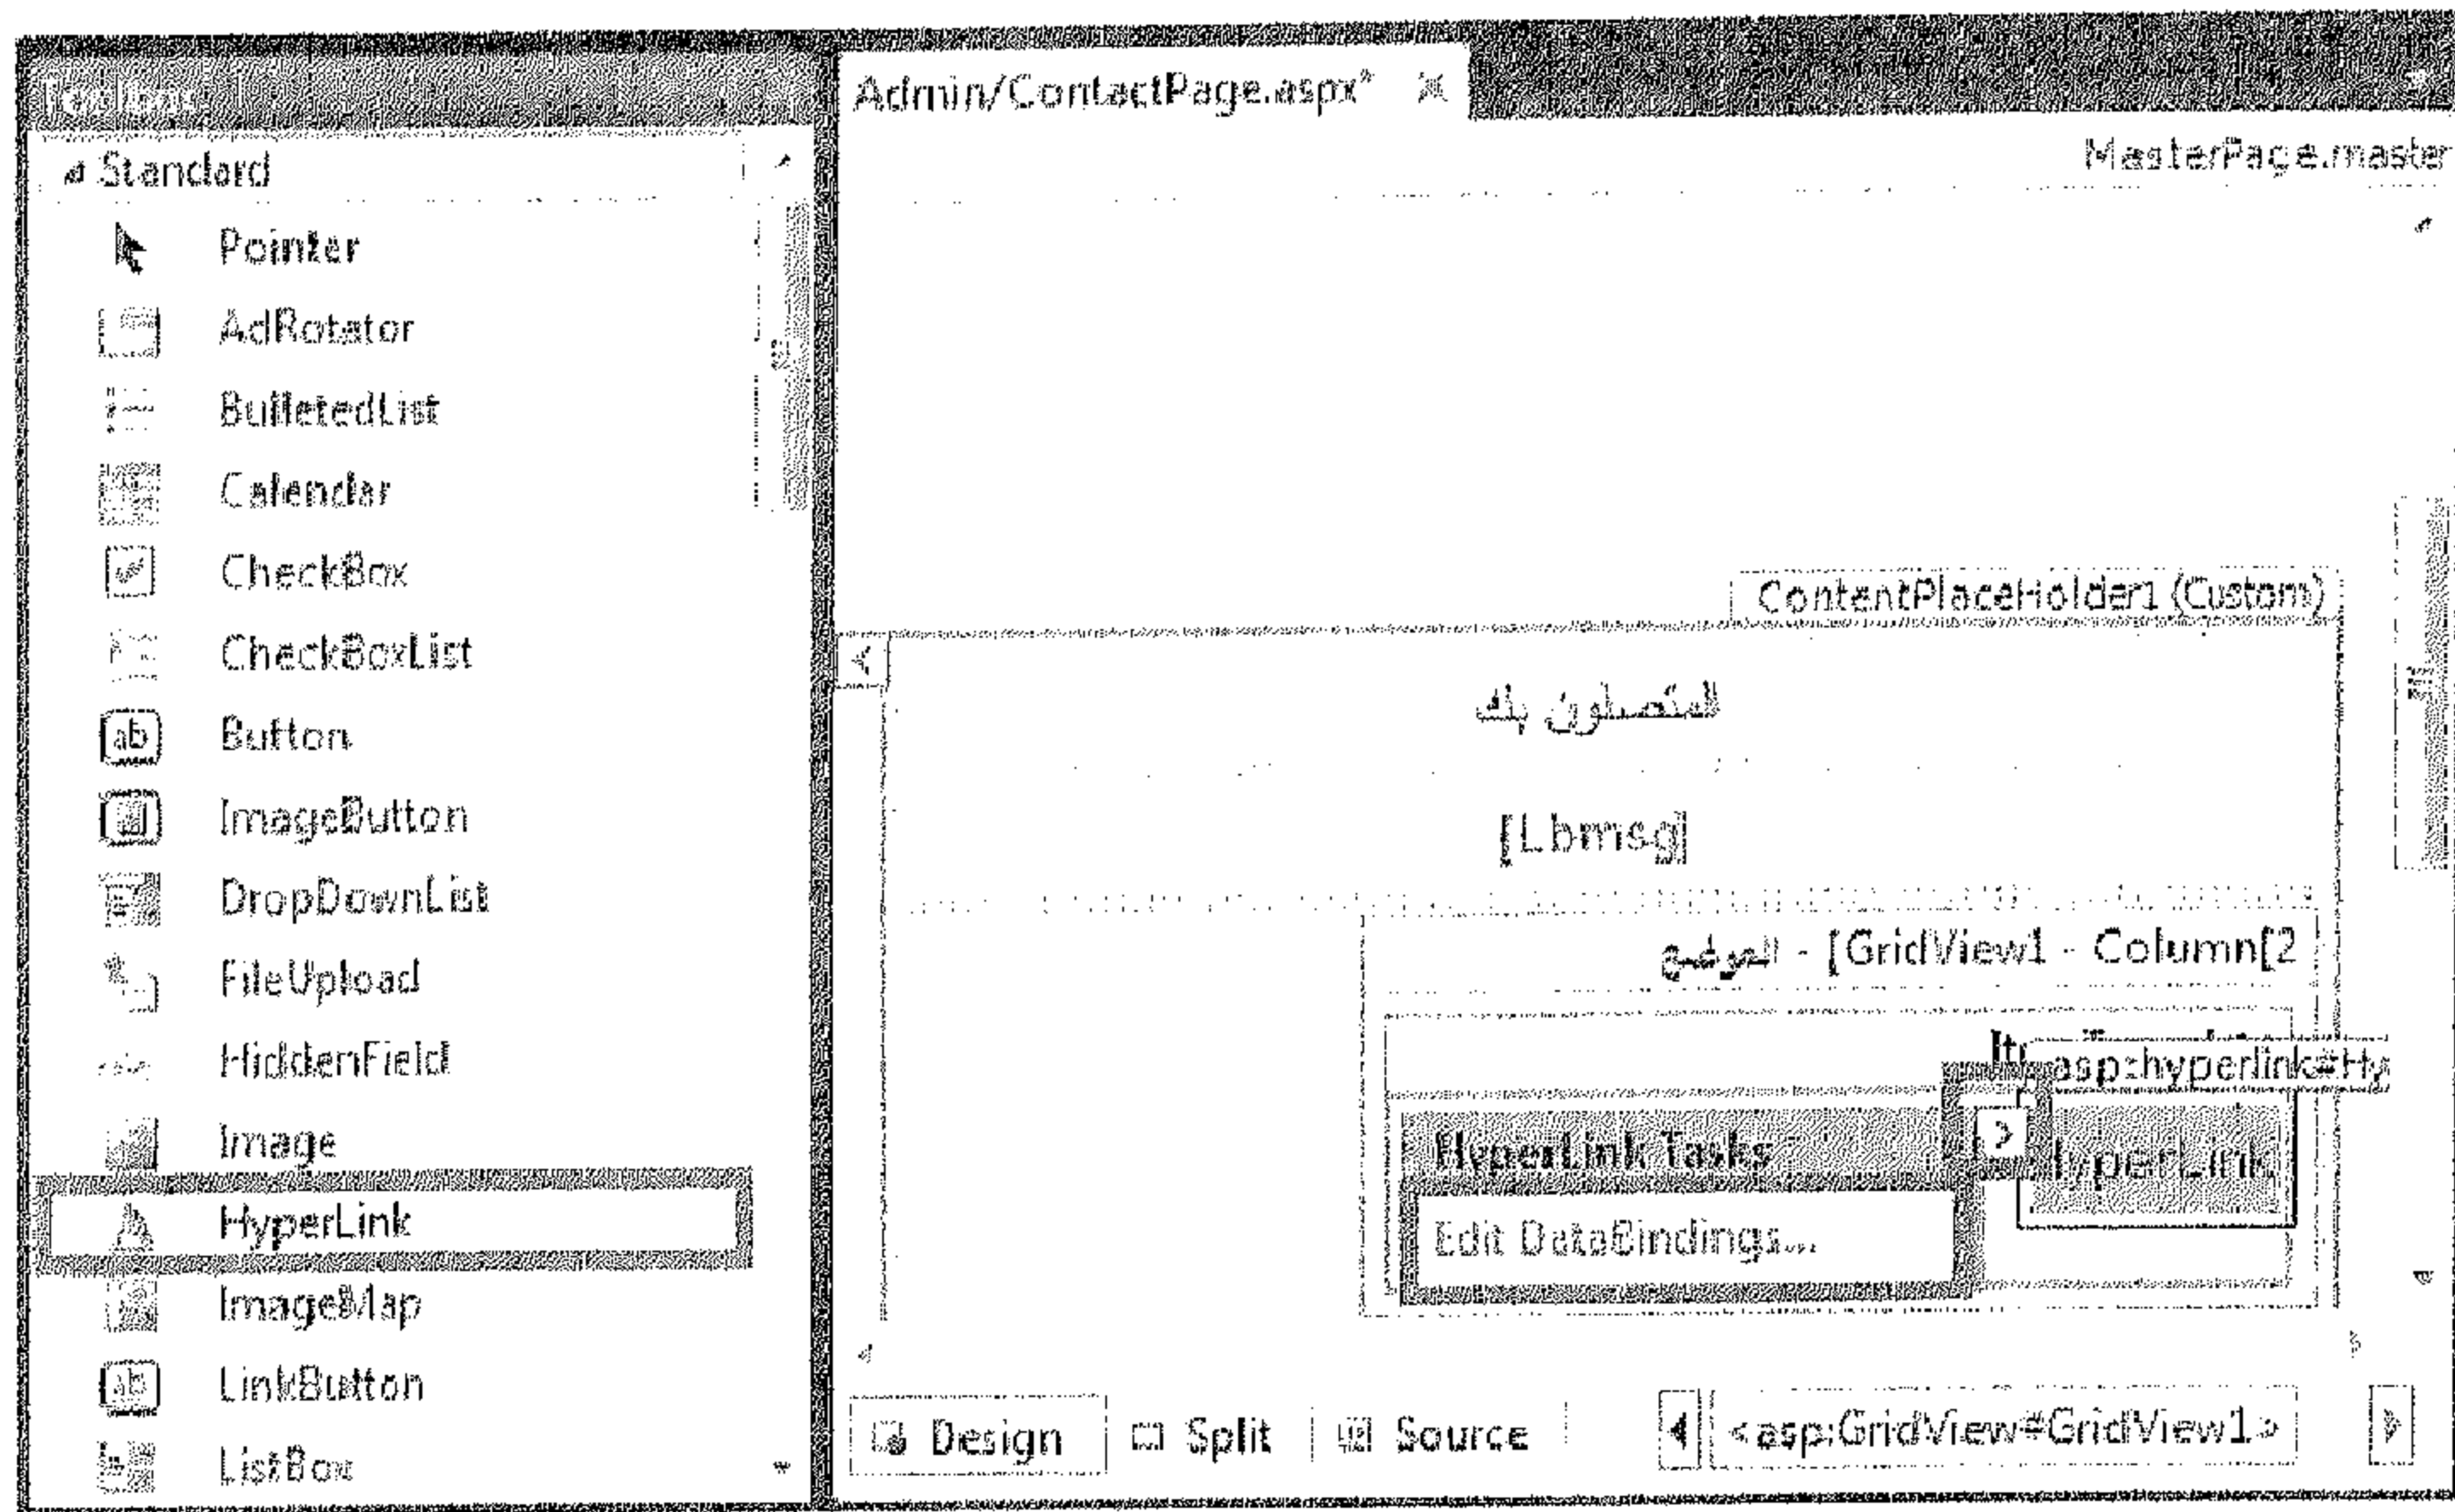 Toolbox
Standard
Pointer
AdRotator
BulletedList
Calendar
CheckBox
CheckBoxList
Button
ImageButton
DropDownList
FileUpload
HiddenField
Image
HyperLink
ImageMap
LinkButton
ListBox
Admin/ContactPage.aspx*
MasterPage.master
ContentPlaceHolder1 (Custom)
المتصلون بك
[Lbmsg]
الموضع - [GridView1 - Column[2
asp:hyperlink#Hy
HyperLink Tasks
HyperLink
Edit DataBindings...
Design Split Source <asp:GridView#GridView1>